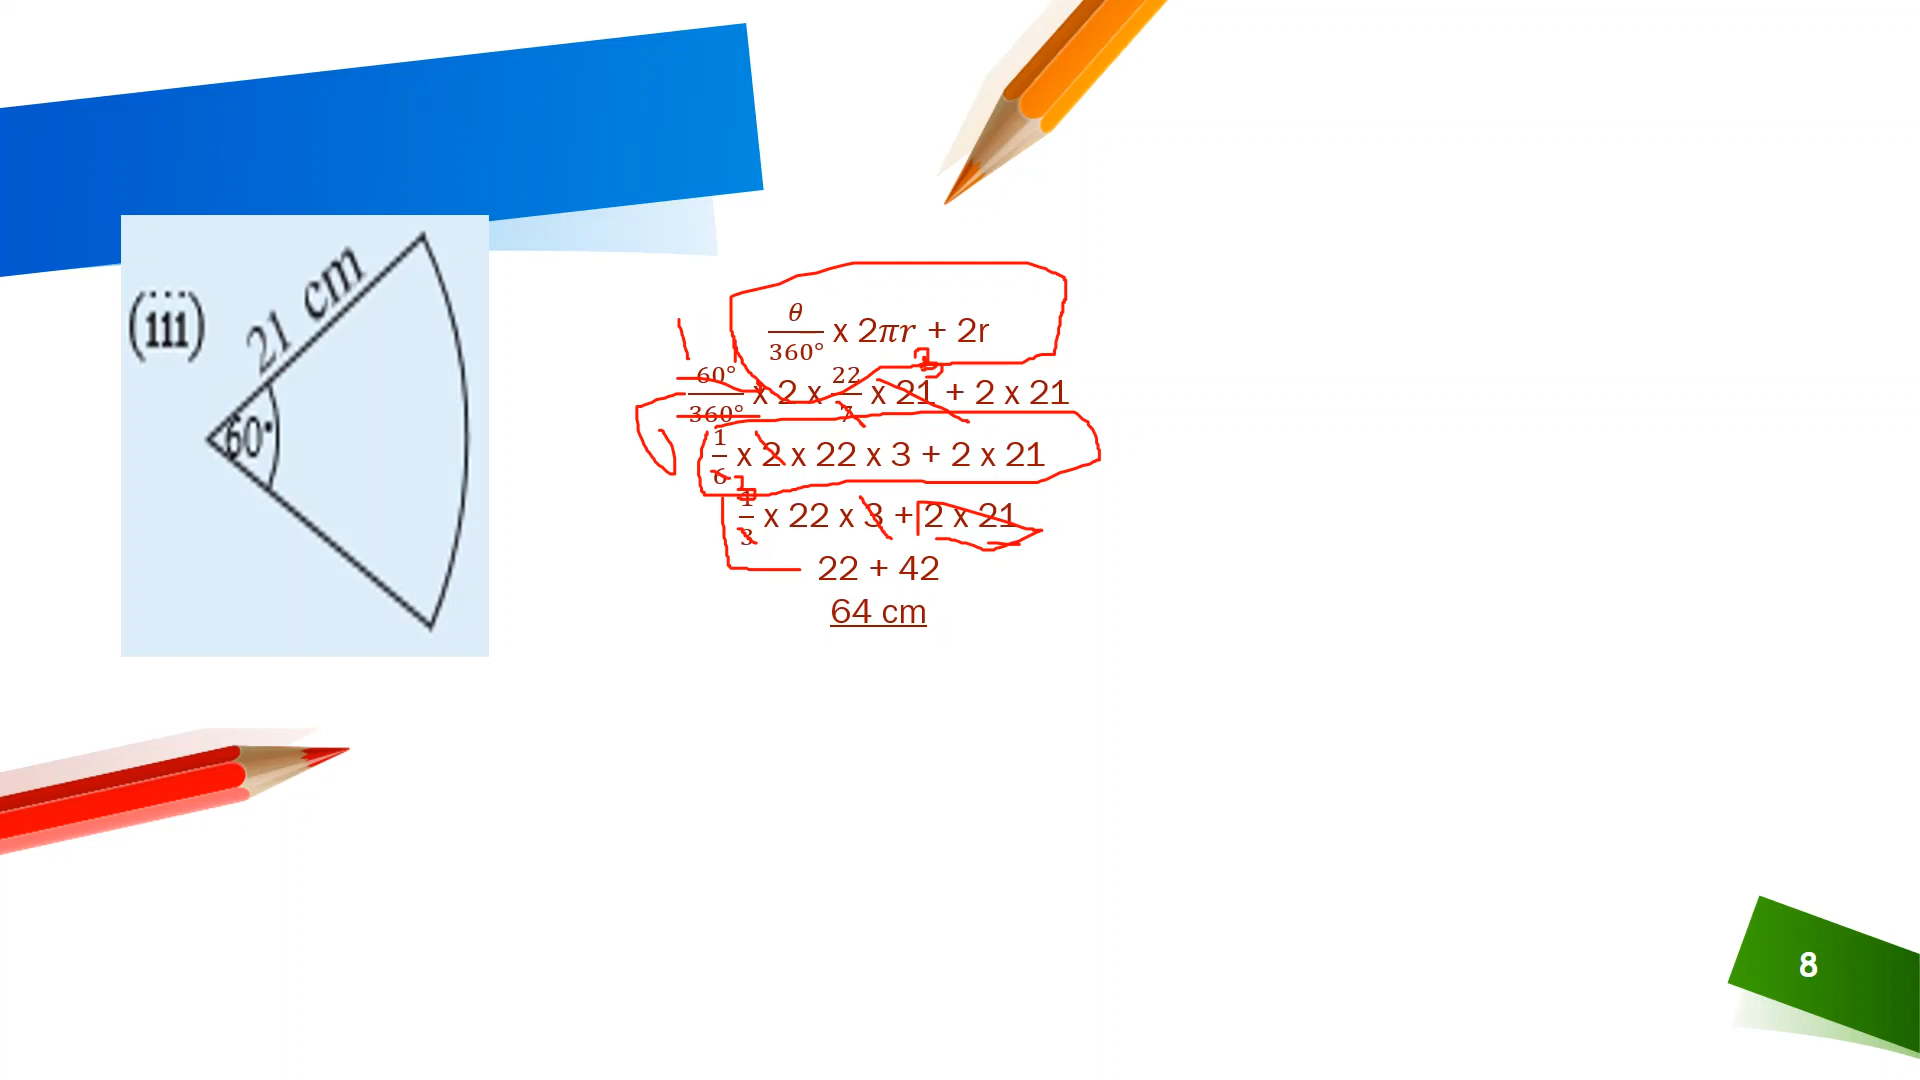 (iii)
21 cm
60°
θ/360° x 2πr + 2r
60°/360° x 2 x 22/7 x 21 + 2 x 21
1/6 x 2 x 22 x 3 + 2 x 21
1/3 x 22 x 3 + 2 x 21
22 + 42
64 cm
8